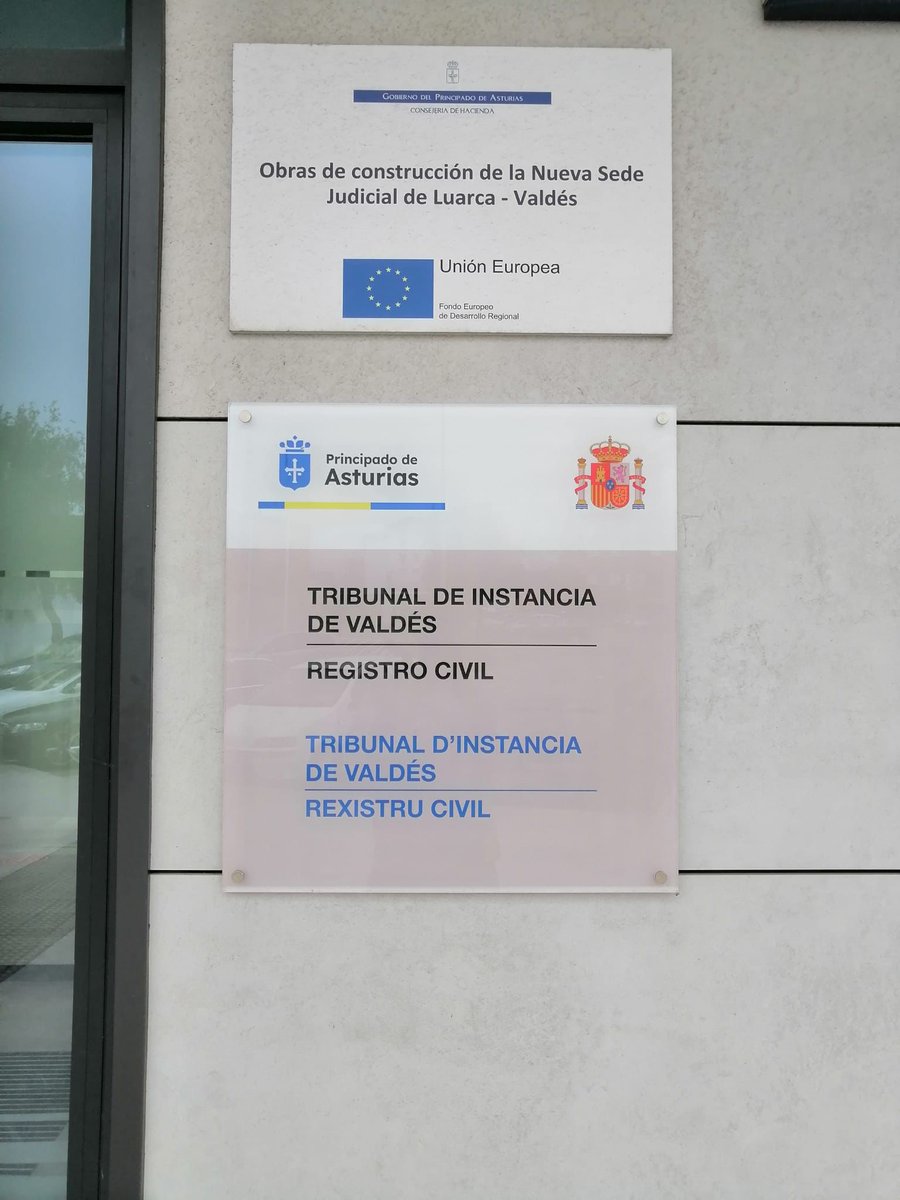 GOBIERNO DEL PRINCIPADO DE ASTURIAS
CONSEJERIA DE HACIENDA
Obras de construcción de la Nueva Sede
Judicial de Luarca - Valdés
Unión Europea
Fondo Europeo
de Desarrollo Regional
Principado de
Asturias
TRIBUNAL DE INSTANCIA
DE VALDÉS
REGISTRO CIVIL
TRIBUNAL D'INSTANCIA
DE VALDÉS
REXISTRU CIVIL